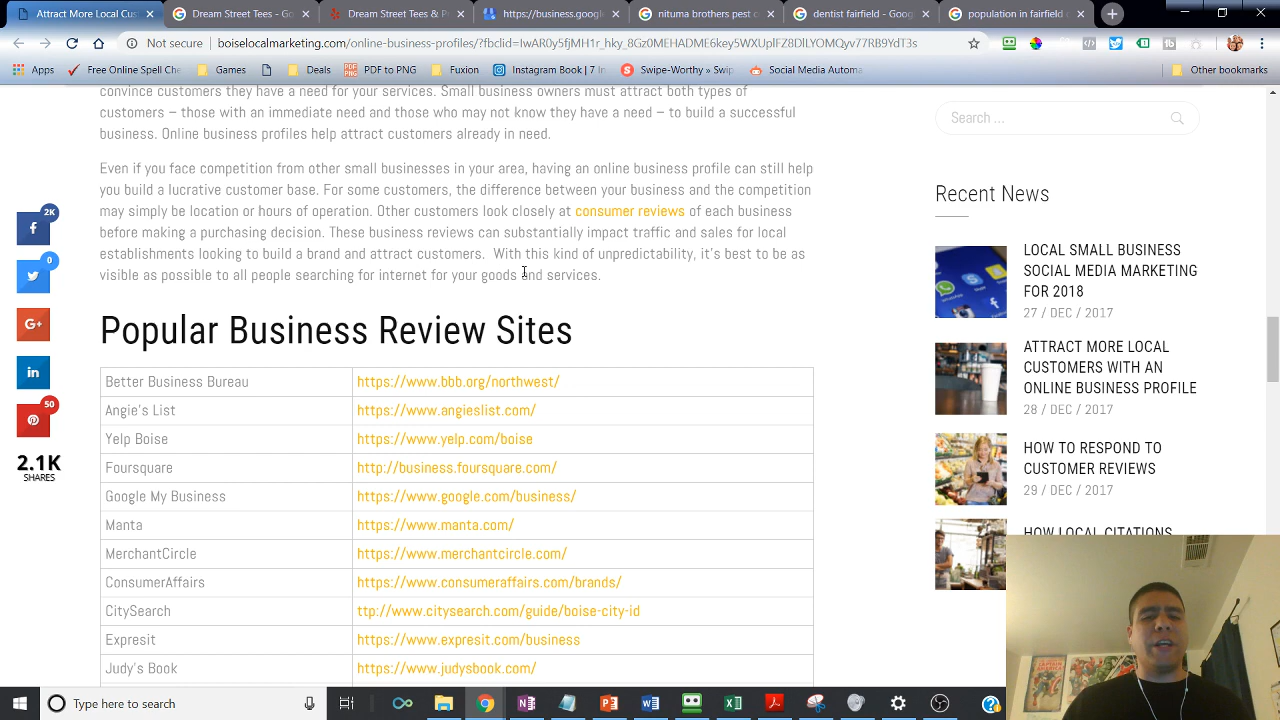 Attract More Local Cus
Dream Street Tees - Go
Dream Street Tees & P
https://business.googl
nituma brothers pet c
dentist fairfield - Goog
population in fairfield c
Not secure
boiselocalmarketing.com/online-business-profiles/?fbclid=IwAR0y5fjMH1r_hky_8Gz0MEHADME6key5WXUplFZ8DlLYOMQv77RB9YdT3s
Apps
Free Online Spell Che
Games
Deals
PDF to PNG
Fuxion
Instagram Book | 7 in
Swipe-Worthy » Swip
Social Media Automa
Other bookmarks
convince customers they have a need for your services. Small business owners must attract both types of
customers – those with an immediate need and those who may not know they have a need – to build a successful
business. Online business profiles help attract customers already in need.
Even if you face competition from other small businesses in your area, having an online business profile can still help
you build a lucrative customer base. For some customers, the difference between your business and the competition
may simply be location or hours of operation. Other customers look closely at consumer reviews of each business
before making a purchasing decision. These business reviews can substantially impact traffic and sales for local
establishments looking to build a brand and attract customers. With this kind of unpredictability, it's best to be as
visible as possible to all people searching for internet for your goods and services.
2K
0
G+
in
50
2.1K
SHARES
Popular Business Review Sites
Better Business Bureau https://www.bbb.org/northwest/
Angie's List https://www.angieslist.com/
Yelp Boise https://www.yelp.com/boise
Foursquare http://business.foursquare.com/
Google My Business https://www.google.com/business/
Manta https://www.manta.com/
MerchantCircle https://www.merchantcircle.com/
ConsumerAffairs https://www.consumeraffairs.com/brands/
CitySearch ttp://www.citysearch.com/guide/boise-city-id
Expresit https://www.expresit.com/business
Judy's Book https://www.judysbook.com/
Search …
Recent News
LOCAL SMALL BUSINESS
SOCIAL MEDIA MARKETING
FOR 2018
27 / DEC / 2017
ATTRACT MORE LOCAL
CUSTOMERS WITH AN
ONLINE BUSINESS PROFILE
28 / DEC / 2017
HOW TO RESPOND TO
CUSTOMER REVIEWS
29 / DEC / 2017
HOW LOCAL CITATIONS
Type here to search